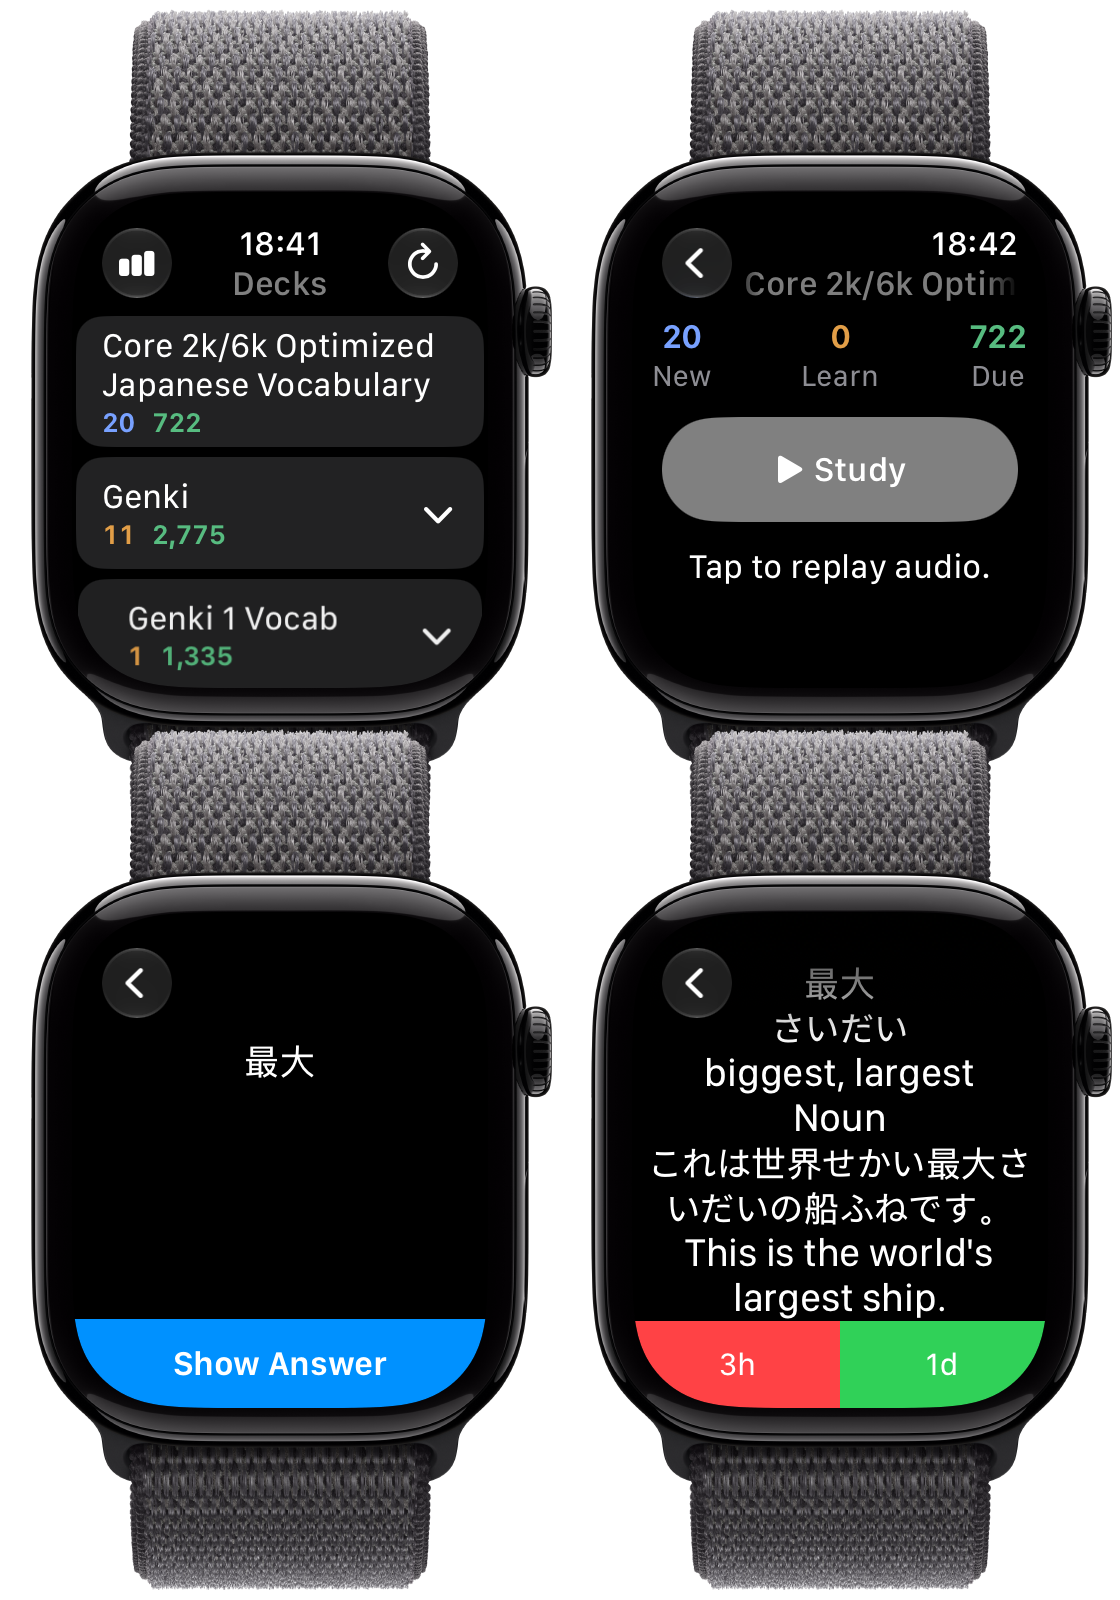 18:41
Decks
Core 2k/6k Optimized
Japanese Vocabulary
20 722
Genki
11 2,775
Genki 1 Vocab
1 1,335
18:42
Core 2k/6k Optim
20 0 722
New Learn Due
Study
Tap to replay audio.
最大
Show Answer
最大
さいだい
biggest, largest
Noun
これは世界せかい最大さ
いだいの船ふねです。
This is the world's
largest ship.
3h 1d